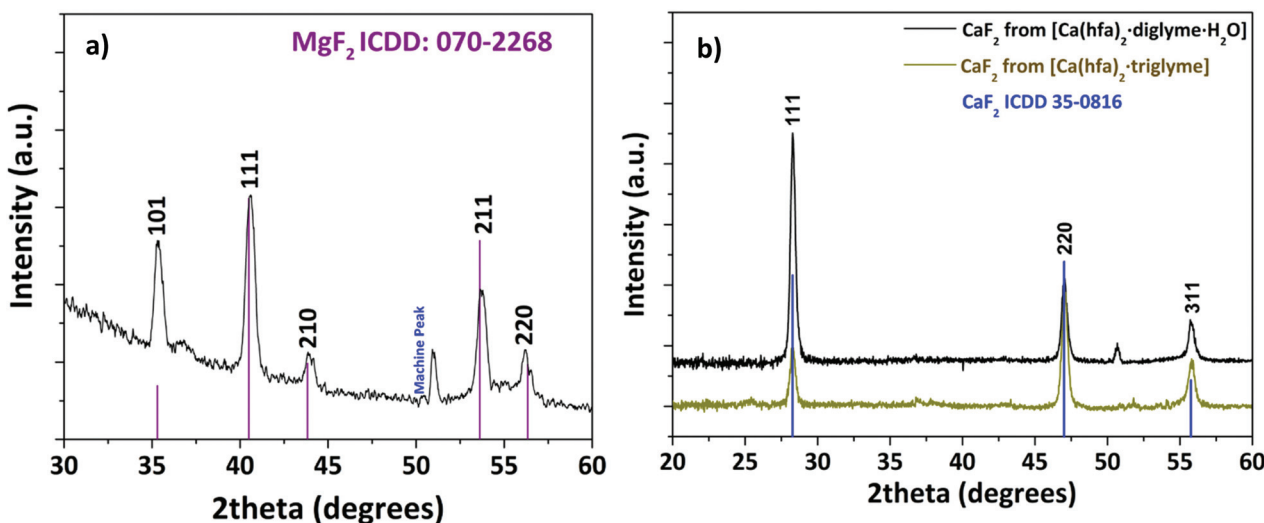 a)
MgF₂ ICDD: 070-2268
101
111
210
Machine Peak
211
220
Intensity (a.u.)
30 35 40 45 50 55 60
2theta (degrees)
b)
CaF₂ from [Ca(hfa)₂·diglyme·H₂O]
CaF₂ from [Ca(hfa)₂·triglyme]
CaF₂ ICDD 35-0816
111
220
311
Intensity (a.u.)
20 25 30 35 40 45 50 55 60
2theta (degrees)